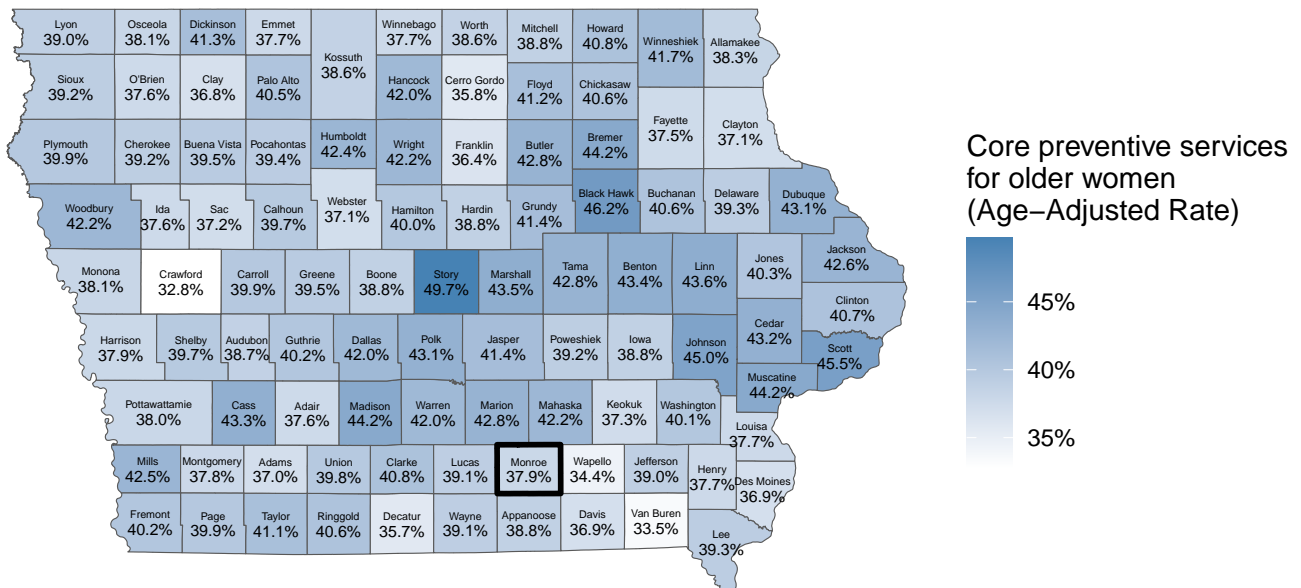 Lyon
39.0%
Osceola
38.1%
Dickinson
41.3%
Emmet
37.7%
Kossuth
38.6%
Winnebago
37.7%
Worth
38.6%
Mitchell
38.8%
Howard
40.8%
Winneshiek
41.7%
Allamakee
38.3%
Sioux
39.2%
O'Brien
37.6%
Clay
36.8%
Palo Alto
40.5%
Hancock
42.0%
Cerro Gordo
35.8%
Floyd
41.2%
Chickasaw
40.6%
Fayette
37.5%
Clayton
37.1%
Plymouth
39.9%
Cherokee
39.2%
Buena Vista
39.5%
Pocahontas
39.4%
Humboldt
42.4%
Wright
42.2%
Franklin
36.4%
Butler
42.8%
Bremer
44.2%
Woodbury
42.2%
Ida
37.6%
Sac
37.2%
Calhoun
39.7%
Webster
37.1%
Hamilton
40.0%
Hardin
38.8%
Grundy
41.4%
Black Hawk
46.2%
Buchanan
40.6%
Delaware
39.3%
Dubuque
43.1%
Monona
38.1%
Crawford
32.8%
Carroll
39.9%
Greene
39.5%
Boone
38.8%
Story
49.7%
Marshall
43.5%
Tama
42.8%
Benton
43.4%
Linn
43.6%
Jones
40.3%
Jackson
42.6%
Clinton
40.7%
Harrison
37.9%
Shelby
39.7%
Audubon
38.7%
Guthrie
40.2%
Dallas
42.0%
Polk
43.1%
Jasper
41.4%
Poweshiek
39.2%
Iowa
38.8%
Johnson
45.0%
Cedar
43.2%
Scott
45.5%
Muscatine
44.2%
Pottawattamie
38.0%
Cass
43.3%
Adair
37.6%
Madison
44.2%
Warren
42.0%
Marion
42.8%
Mahaska
42.2%
Keokuk
37.3%
Washington
40.1%
Louisa
37.7%
Mills
42.5%
Montgomery
37.8%
Adams
37.0%
Union
39.8%
Clarke
40.8%
Lucas
39.1%
Monroe
37.9%
Wapello
34.4%
Jefferson
39.0%
Henry
37.7%
Des Moines
36.9%
Fremont
40.2%
Page
39.9%
Taylor
41.1%
Ringgold
40.6%
Decatur
35.7%
Wayne
39.1%
Appanoose
38.8%
Davis
36.9%
Van Buren
33.5%
Lee
39.3%
Core preventive services
for older women
(Age−Adjusted Rate)
45%
40%
35%